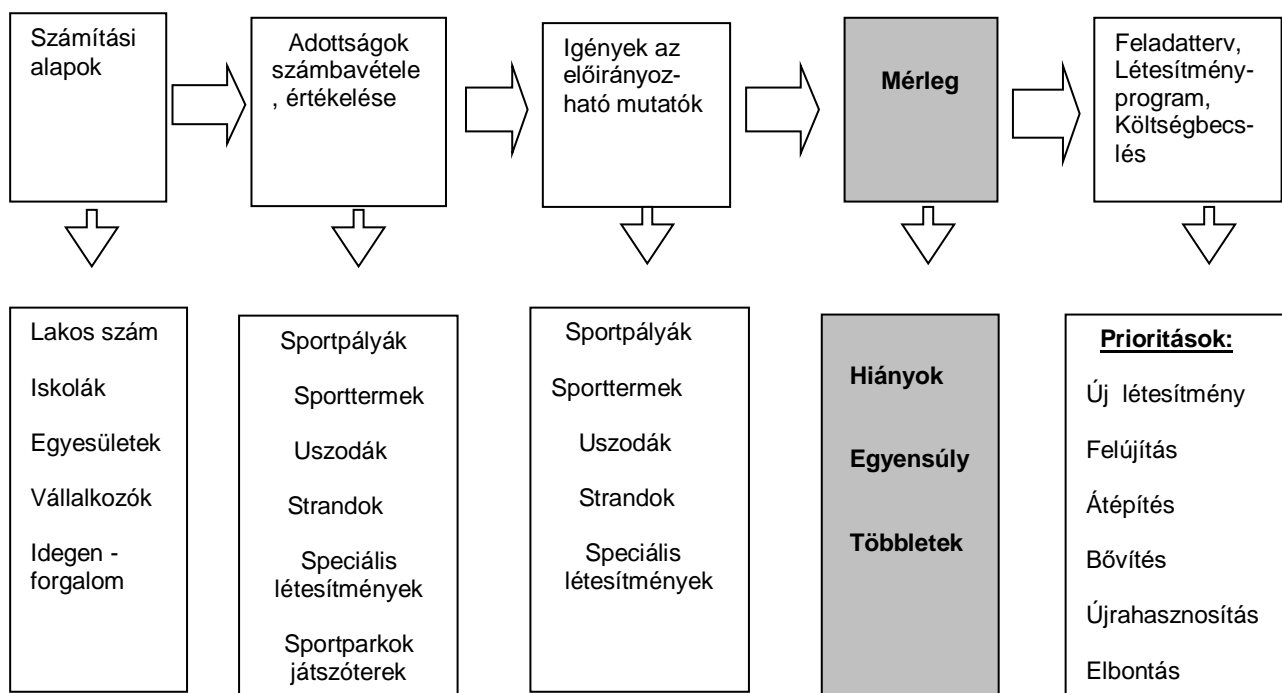 Számítási
alapok
Adottságok
számbavétele
, értékelése
Igények az
előirányoz-
ható mutatók
Mérleg
Feladatterv,
Létesítmény-
program,
Költségbecs-
lés
Lakos szám
Iskolák
Egyesületek
Vállalkozók
Idegen -
forgalom
Sportpályák
Sporttermek
Uszodák
Strandok
Speciális
létesítmények
Sportparkok
játszóterek
Sportpályák
Sporttermek
Uszodák
Strandok
Speciális
létesítmények
Hiányok
Egyensúly
Többletek
Prioritások:
Új létesítmény
Felújítás
Átépítés
Bővítés
Újrahasznosítás
Elbontás